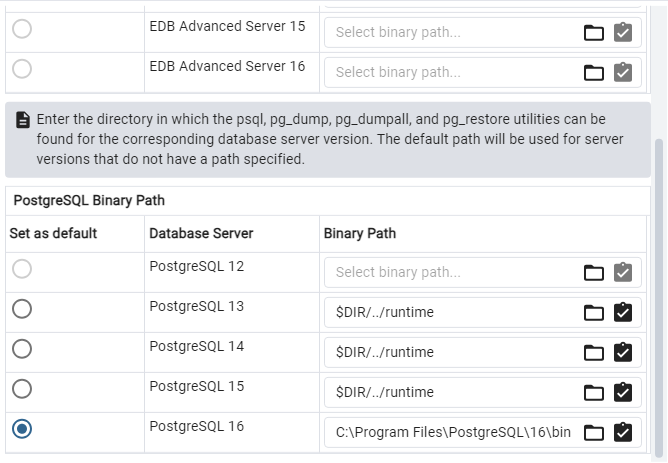 EDB Advanced Server 15
Select binary path...
EDB Advanced Server 16
Select binary path...
Enter the directory in which the psql, pg_dump, pg_dumpall, and pg_restore utilities can be
found for the corresponding database server version. The default path will be used for server
versions that do not have a path specified.
PostgreSQL Binary Path
Set as default Database Server Binary Path
PostgreSQL 12 Select binary path...
PostgreSQL 13 $DIR/../runtime
PostgreSQL 14 $DIR/../runtime
PostgreSQL 15 $DIR/../runtime
PostgreSQL 16 C:\Program Files\PostgreSQL\16\bin